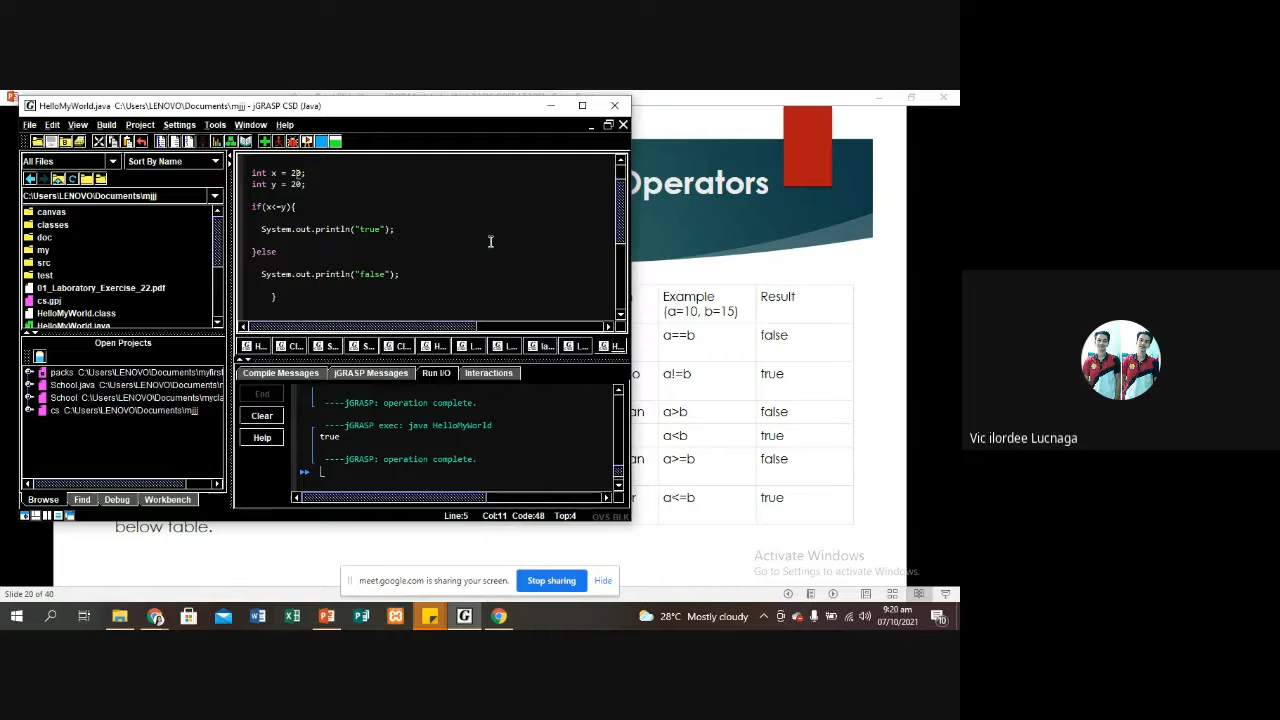 HelloMyWorld.java  C:\Users\LENOVO\Documents\mjjj - jGRASP CSD (Java)
File Edit View Build Project Settings Tools Window Help
All Files
Sort By Name
C:\Users\LENOVO\Documents\mjjj
canvas
classes
doc
my
src
test
01_Laboratory_Exercise_22.pdf
cs.gpj
HelloMyWorld.class
HelloMyWorld.java
Open Projects
packs C:\Users\LENOVO\Documents\myfirst
School.java C:\Users\LENOVO\Documents\
School C:\Users\LENOVO\Documents\mycla
cs C:\Users\LENOVO\Documents\mjjj
Browse Find Debug Workbench
int y = 20;
if(x<=y){
System.out.println("true");
}else
System.out.println("false");
}
H... Cl... S... S... Cl... H... L... L... la... L... H...
Compile Messages jGRASP Messages Run I/O Interactions
End
Clear
Help
----jGRASP: operation complete.
----jGRASP exec: java HelloMyWorld
true
----jGRASP: operation complete.
Line:5 Col:11 Code:48 Top:4
OVS BLK
Operators
Example (a=10, b=15) Result
a==b false
a!=b true
a>b false
a<b true
a>=b false
a<=b true
below table.
Activate Windows
Go to Settings to activate Windows.
meet.google.com is sharing your screen. Stop sharing Hide
Slide 20 of 40
28°C Mostly cloudy
9:20 am
07/10/2021
10
Vic ilordee Lucnaga